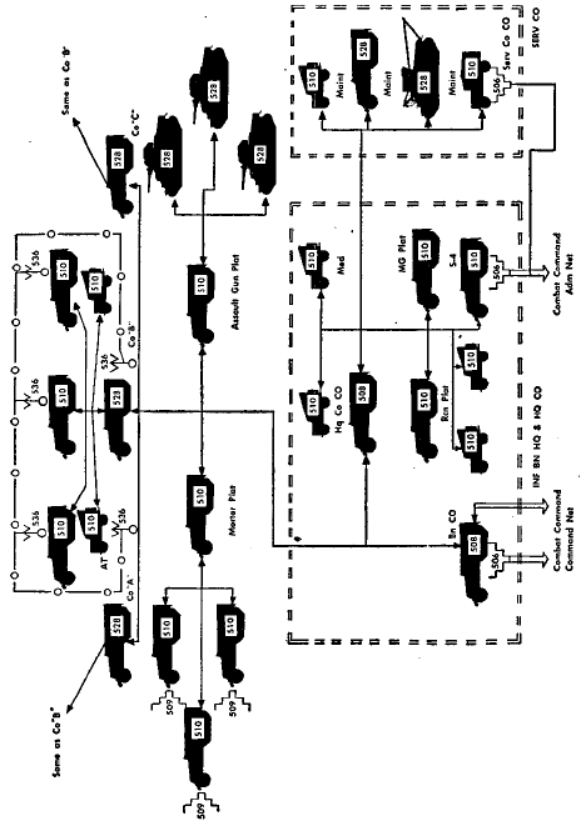 Same as Co"B"
Same as Co"B"
536
536
536
510
510
510
510
510
AT
536
536
528
528
528
Co"A"
Co"B"
Co"C"
509
510
528
510
510
510
528
509
509
510
528
Mortar Plat
Assault Gun Plat
528
510
510
510
Hq Co CO
Med
Maint
508
528
Maint
510
510
528
Rcn Plat
MG Plat
Maint
Bn CO
S-4
Serv Co CO
508
510
510
510
510
506
506
506
INF BN HQ & HQ CO
SERV CO
Combat Command
Command Net
Combat Command
Adm Net